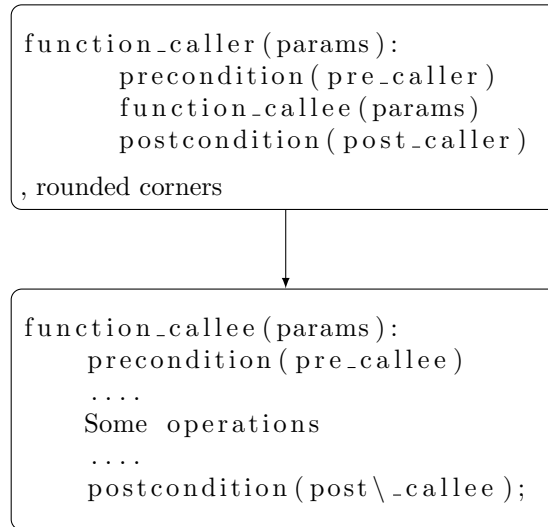 function_caller(params):
precondition(pre_caller)
function_callee(params)
postcondition(post_caller)
, rounded corners
function_callee(params):
precondition(pre_callee)
....
Some operations
....
postcondition(post\_callee);